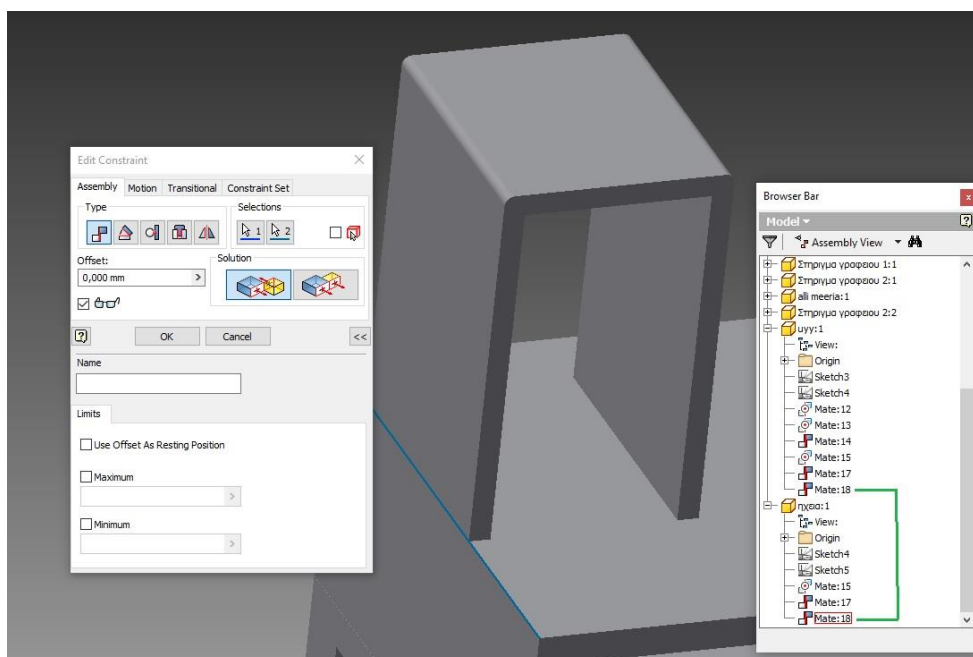 Edit Constraint
Assembly Motion Transitional Constraint Set
Type
Selections
1 2
Offset:
0,000 mm
Solution
OK Cancel <<
Name
Limits
Use Offset As Resting Position
Maximum
Minimum
Browser Bar
Model
Assembly View
Στηριγμα γραφειου 1:1
Στηριγμα γραφειου 2:1
alli meeria:1
Στηριγμα γραφειου 2:2
uyy:1
View:
Origin
Sketch3
Sketch4
Mate:12
Mate:13
Mate:14
Mate:15
Mate:17
Mate:18
ηχεια:1
View:
Origin
Sketch4
Sketch5
Mate:15
Mate:17
Mate:18